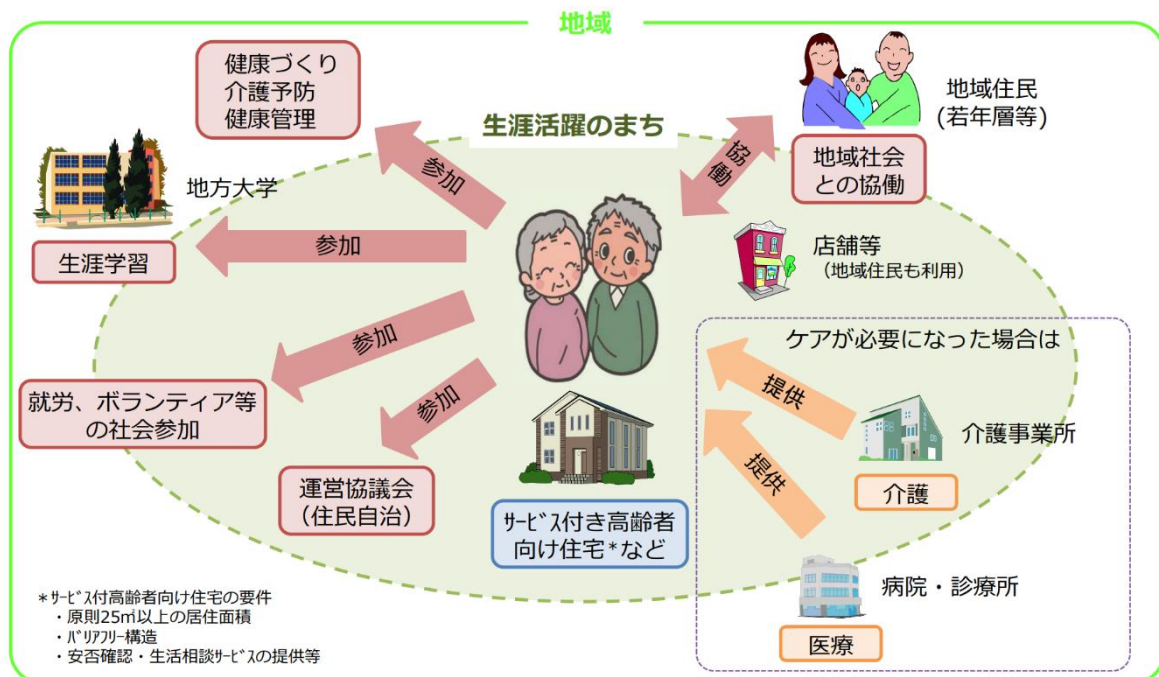 地域
健康づくり
介護予防
健康管理
生涯活躍のまち
地域住民
(若年層等)
地域社会
との協働
協働
参加
地方大学
生涯学習
参加
店舗等
（地域住民も利用）
参加
就労、ボランティア等
の社会参加
参加
運営協議会
（住民自治）
ケアが必要になった場合は
提供
介護事業所
介護
提供
病院・診療所
医療
ｻｰﾋﾞｽ付き高齢者
向け住宅*など
＊ｻｰﾋﾞｽ付高齢者向け住宅の要件
・原則25㎡以上の居住面積
・ﾊﾞﾘｱﾌﾘｰ構造
・安否確認・生活相談ｻｰﾋﾞｽの提供等